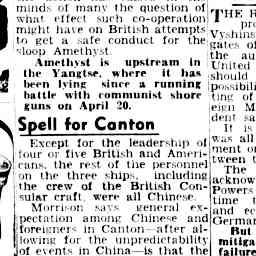 minds of many the question of
what effect such co-operation
might have on British attempts
to get a safe conduct for the
sloop Amethyst.
Amethyst is upstream in
the Yangtse, where it has
been lying since a running
battle with communist shore
guns on April 20.
Spell for Canton
Except for the leadership of
four or five British and Ameri-
cans, the rest of the personnel
on the three ships, including
the crew of the British Con-
sular craft, were all Chinese.
Morrison says general ex-
pectation among Chinese and
foreigners in Canton—after al-
lowing for the unpredictability
of events in China—is that the
THE R
pro
Vyshins
gates of
the au
United
should
possibili
ting of
eign M
dent sa
It is
was all
ment or
tween t
The
acknow
Powers
time t
and ec
German
But
mitiga
failure